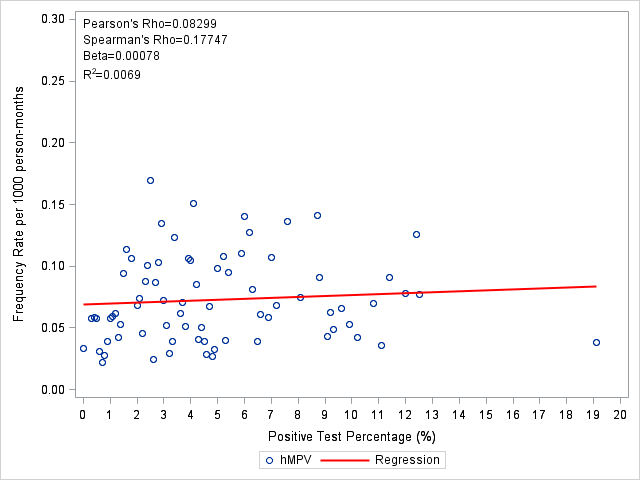 Pearson's Rho=0.08299
Spearman's Rho=0.17747
Beta=0.00078
R²=0.0069
0.30
0.25
0.20
0.15
0.10
0.05
0.00
Frequency Rate per 1000 person-months
0 1 2 3 4 5 6 7 8 9 10 11 12 13 14 15 16 17 18 19 20
Positive Test Percentage (%)
hMPV Regression